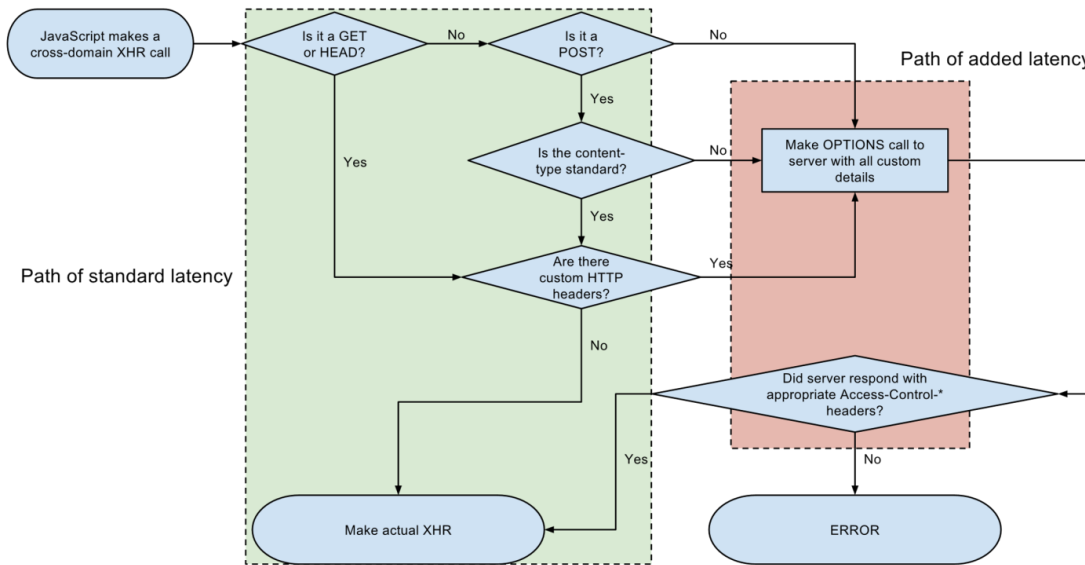 JavaScript makes a
cross-domain XHR call
Is it a GET
or HEAD?
No
Is it a
POST?
No
Path of added latency
Yes
Make OPTIONS call to
server with all custom
details
Is the content-
type standard?
No
Yes
Yes
Path of standard latency
Are there
custom HTTP
headers?
Yes
No
Did server respond with
appropriate Access-Control-*
headers?
Yes
No
Make actual XHR
ERROR